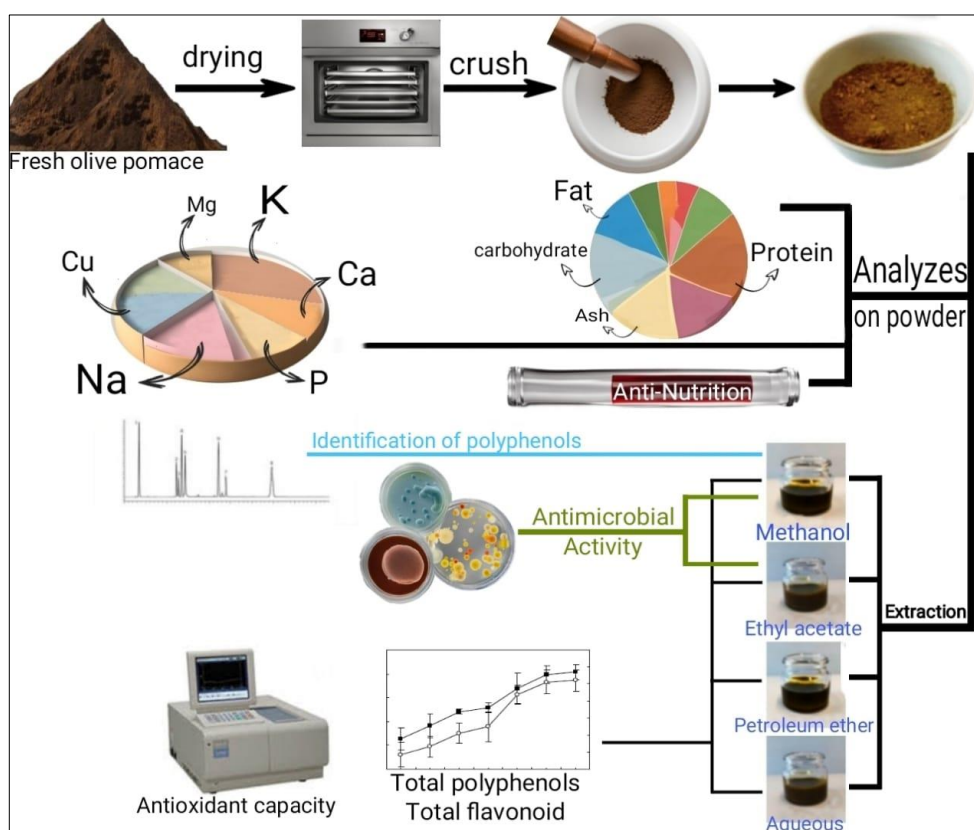 drying
crush
Fresh olive pomace
Mg
K
Cu
Ca
Na
P
Fat
carbohydrate
Protein
Ash
Analyzes
on powder
Anti-Nutrition
Identification of polyphenols
Antimicrobial
Activity
Methanol
Ethyl acetate
Extraction
Petroleum ether
Aqueous
Total polyphenols
Total flavonoid
Antioxidant capacity